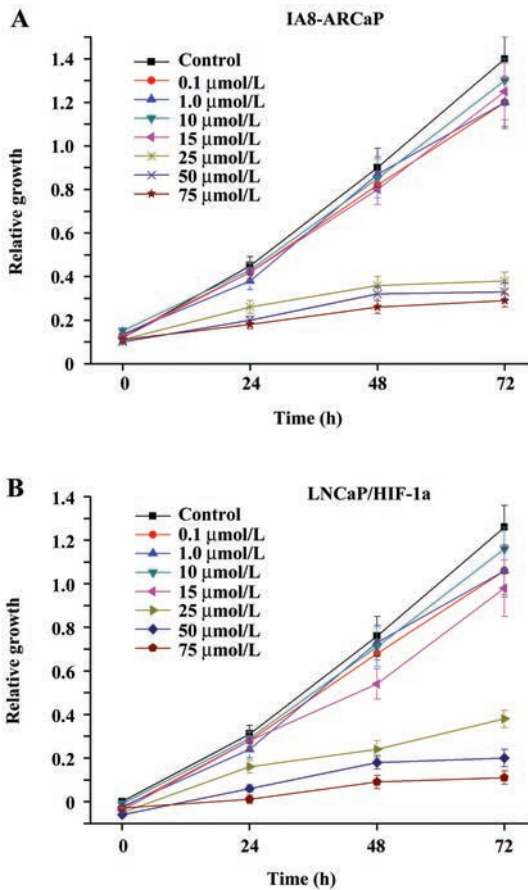 A
IA8-ARCaP
1.4
1.2
1.0
0.8
0.6
0.4
0.2
0
Relative growth
Control
0.1 μmol/L
1.0 μmol/L
10 μmol/L
15 μmol/L
25 μmol/L
50 μmol/L
75 μmol/L
0 24 48 72
Time (h)
B
LNCaP/HIF-1a
1.4
1.2
1.0
0.8
0.6
0.4
0.2
0
Relative growth
Control
0.1 μmol/L
1.0 μmol/L
10 μmol/L
15 μmol/L
25 μmol/L
50 μmol/L
75 μmol/L
0 24 48 72
Time (h)